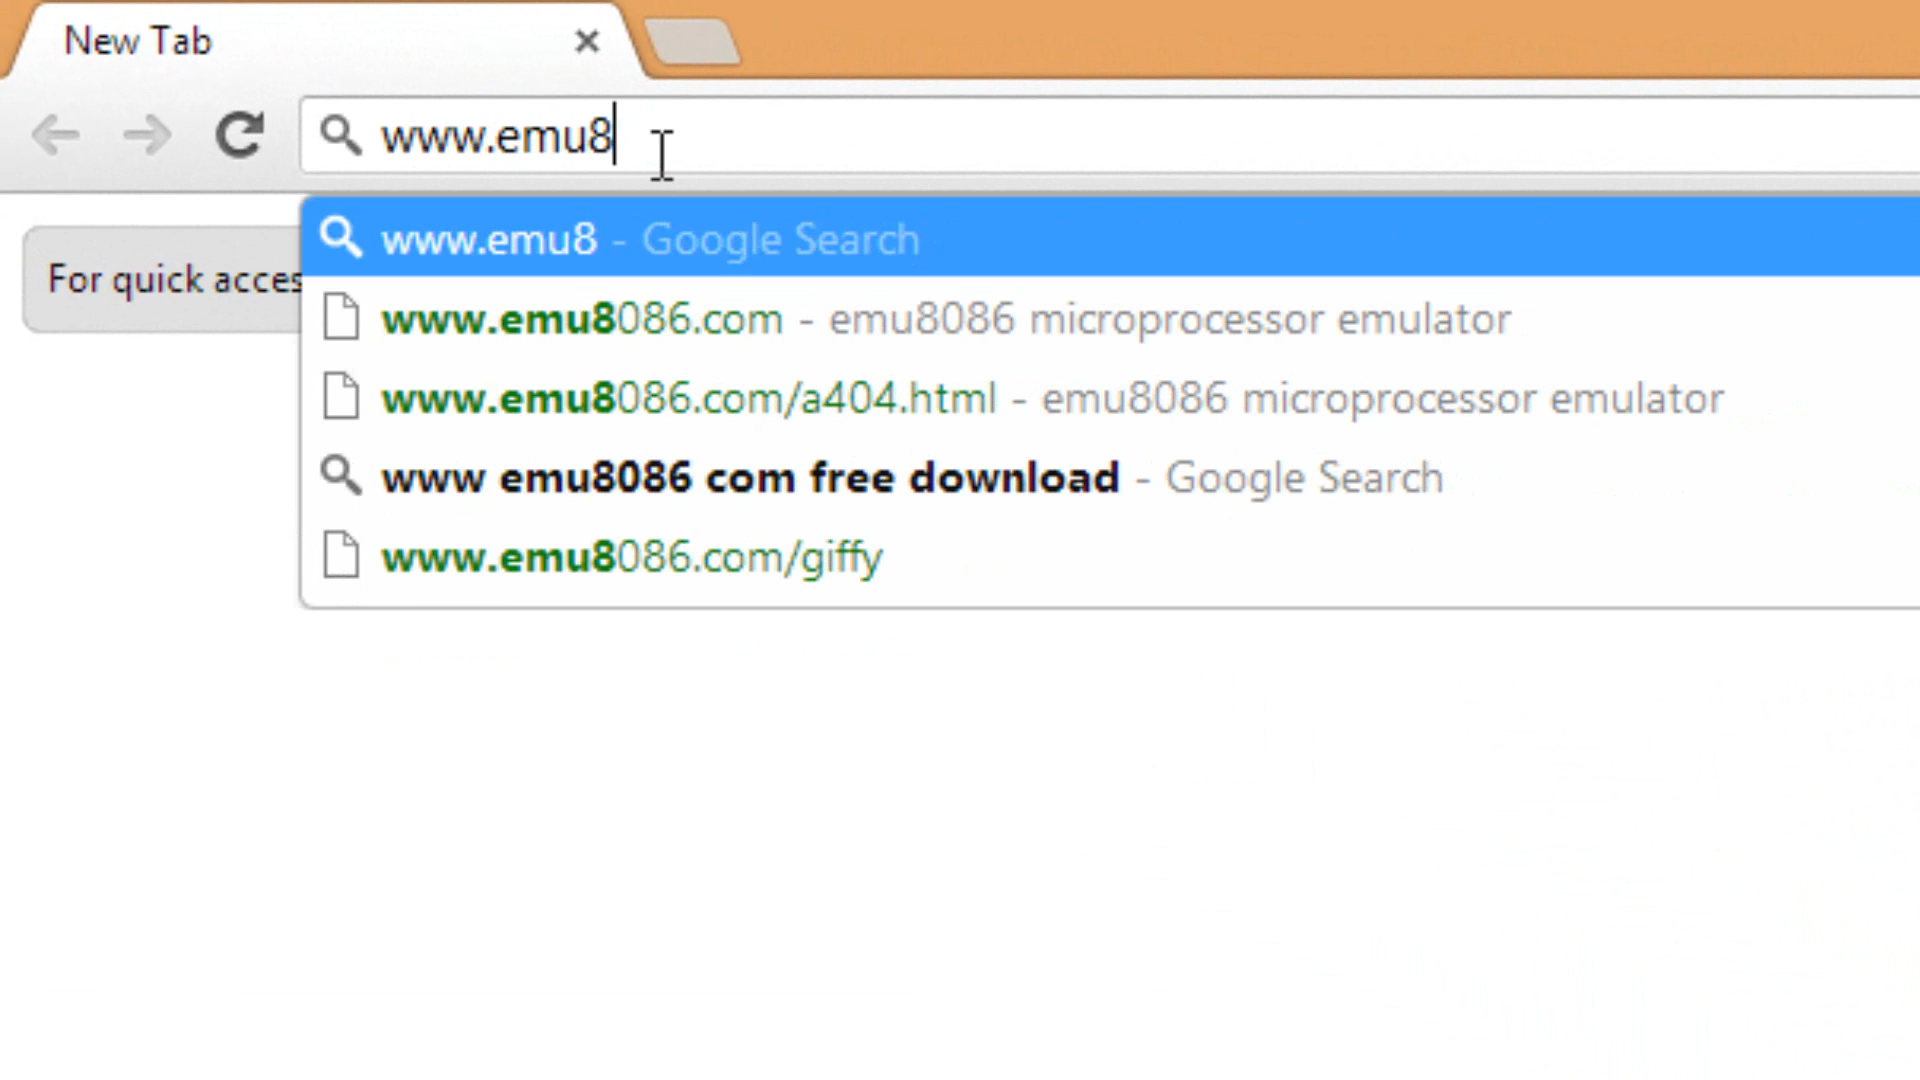 New Tab
www.emu8
www.emu8 - Google Search
For quick acces
www.emu8086.com - emu8086 microprocessor emulator
www.emu8086.com/a404.html - emu8086 microprocessor emulator
www emu8086 com free download - Google Search
www.emu8086.com/giffy